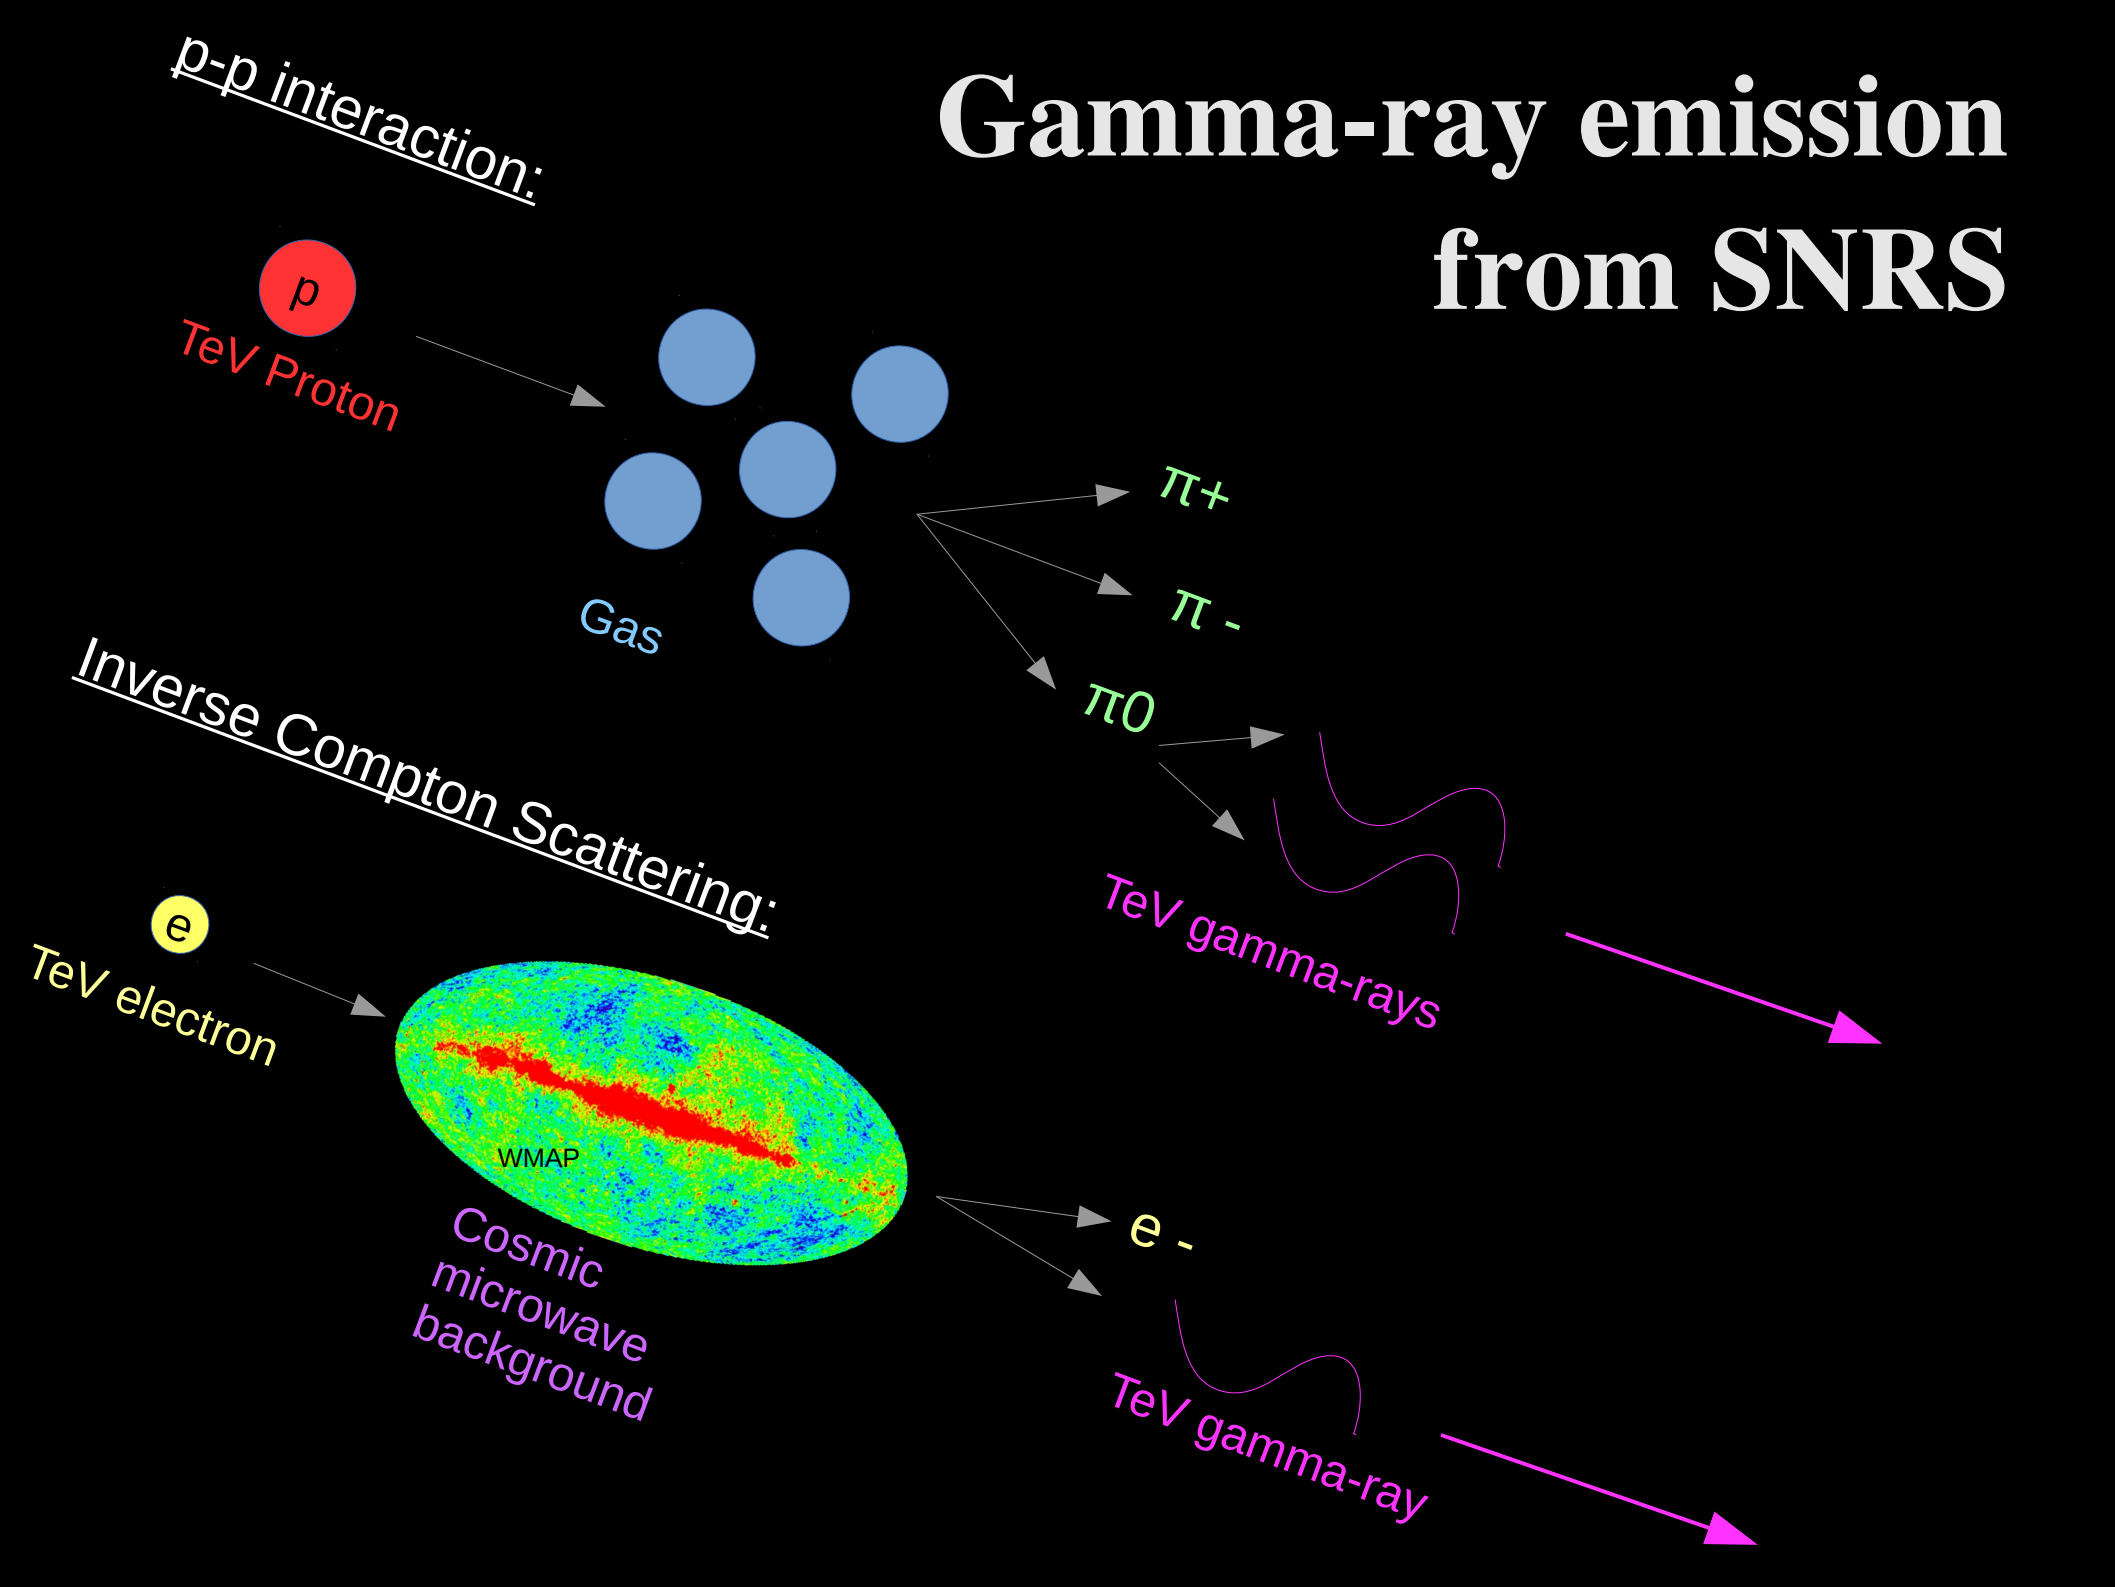 Gamma-ray emission
from SNRS
p-p interaction:
p
TeV Proton
Gas
π+
π -
π0
TeV gamma-rays
Inverse Compton Scattering:
e
TeV electron
WMAP
Cosmic
microwave
background
e -
TeV gamma-ray